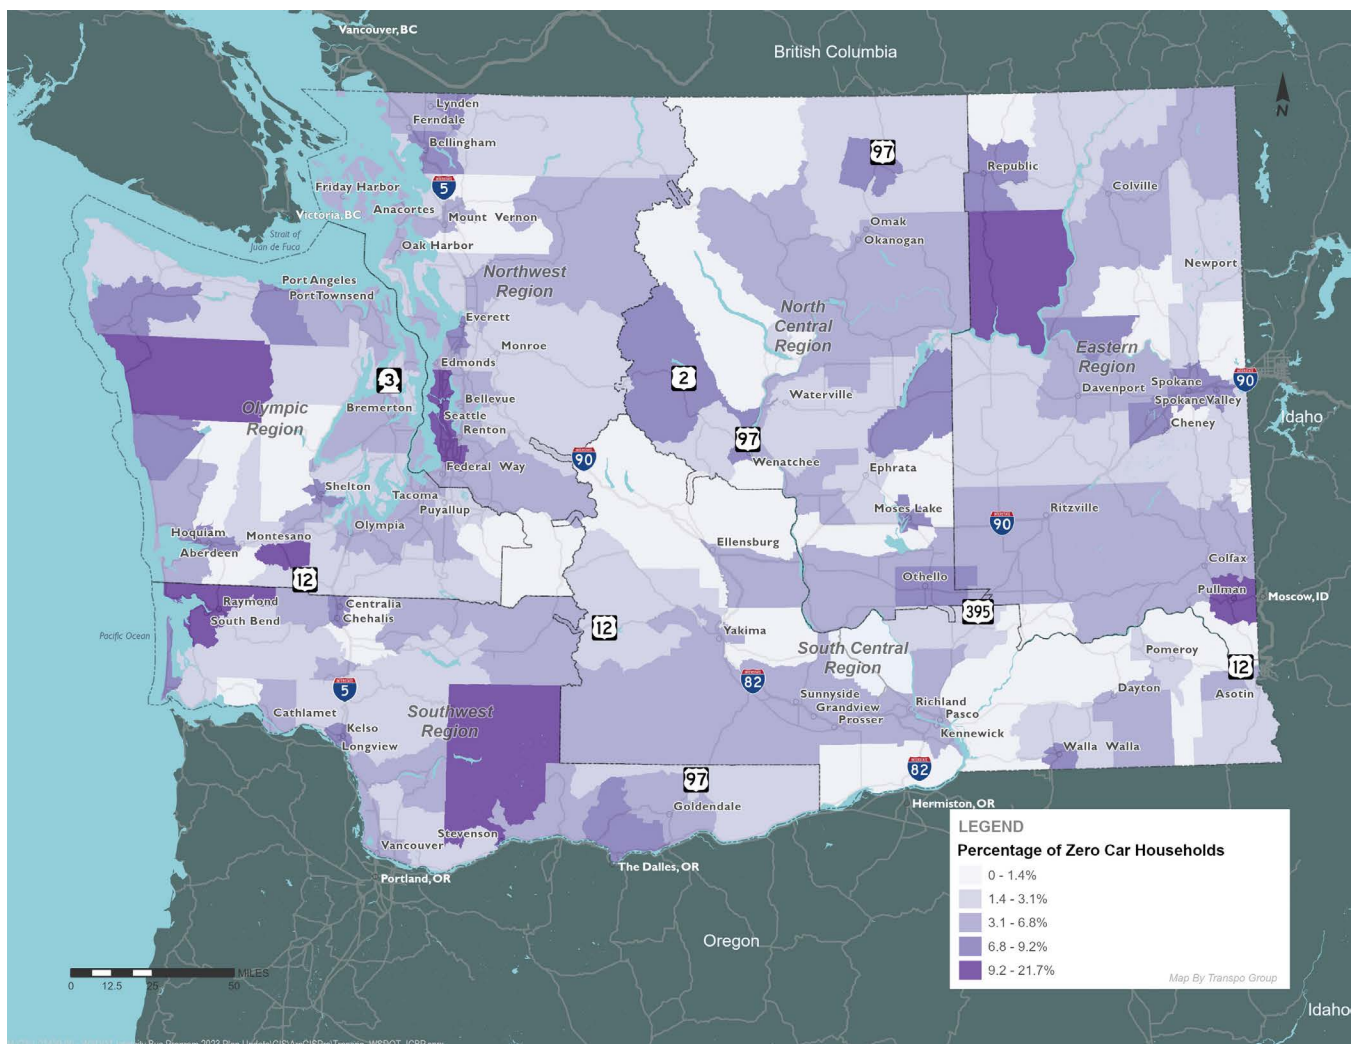 Vancouver, BC
British Columbia
N
Lynden
Ferndale
Bellingham
97
Republic
Friday Harbor
INTERSTATE
5
Colville
Victoria, BC
Anacortes
Mount Vernon
Strait of
Juan de Fuca
Oak Harbor
Omak
Okanogan
Newport
Northwest
Region
Port Angeles
Port Townsend
North
Central
Region
Everett
Monroe
Eastern
Region
Edmonds
3
2
90
Davenport
Spokane
Spokane Valley
Bellevue
Waterville
Bremerton
Seattle
Olympic
Region
Renton
97
Cheney
Idaho
90
Wenatchee
Federal Way
Ephrata
Shelton
Tacoma
Puyallup
Moses Lake
Ritzville
Olympia
90
Hoquiam
Montesano
Aberdeen
Ellensburg
Colfax
12
Othello
Pullman
Moscow, ID
Raymond
Centralia
395
South Bend
Chehalis
12
Yakima
Pacific Ocean
South Central
Region
Pomeroy
12
82
5
Sunnyside
Dayton
Asotin
Grandview
Richland
Cathlamet
Southwest
Region
Prosser
Pasco
Kelso
Kennewick
Longview
Walla Walla
82
97
Goldendale
Hermiston, OR
Stevenson
Vancouver
The Dalles, OR
Portland, OR
Oregon
LEGEND
Percentage of Zero Car Households
0 - 1.4%
1.4 - 3.1%
3.1 - 6.8%
6.8 - 9.2%
9.2 - 21.7%
Map By Transpo Group
MILES
0 12.5 25 50
Idaho